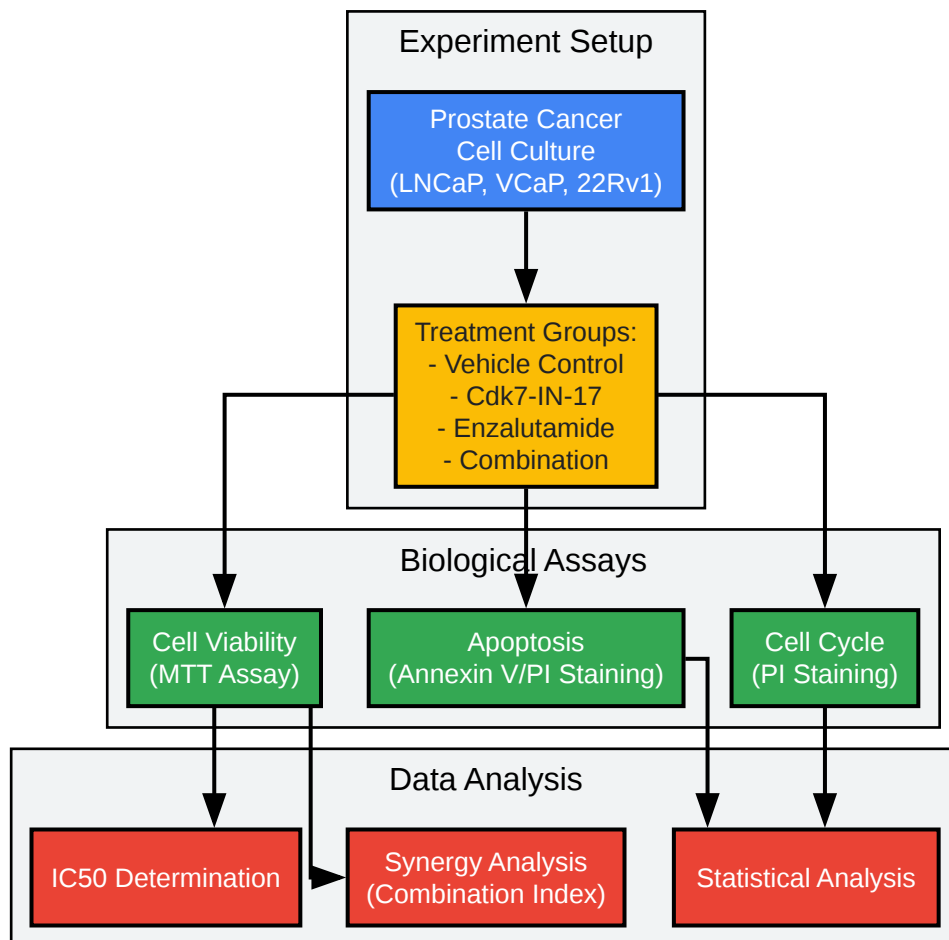 Experiment Setup
Prostate Cancer
Cell Culture
(LNCaP, VCaP, 22Rv1)
Treatment Groups:
- Vehicle Control
- Cdk7-IN-17
- Enzalutamide
- Combination
Biological Assays
Cell Viability
(MTT Assay)
Apoptosis
(Annexin V/PI Staining)
Cell Cycle
(PI Staining)
Data Analysis
IC50 Determination
Synergy Analysis
(Combination Index)
Statistical Analysis